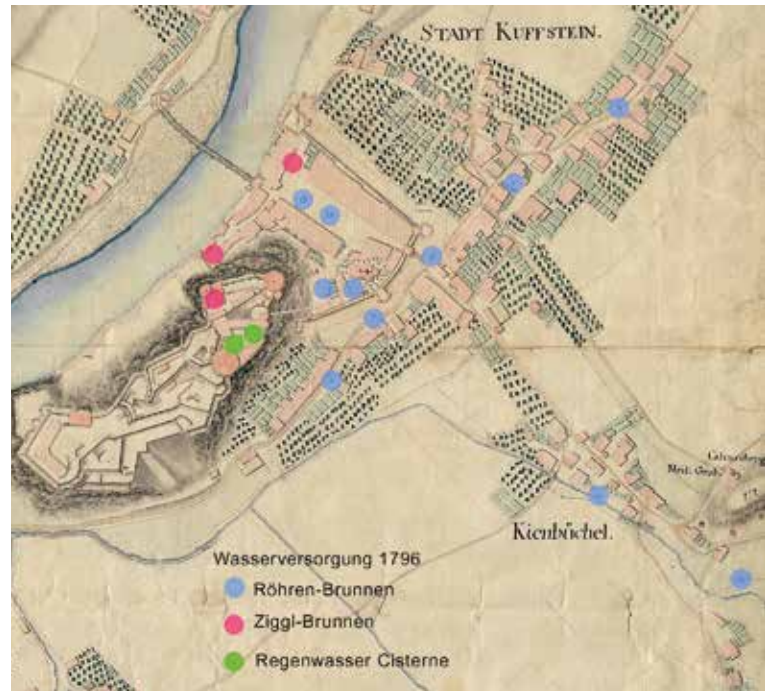 STADT KUFFSTEIN.
Kienbüchel.
Wasserversorgung 1796
Röhren-Brunnen
Ziggl-Brunnen
Regenwasser Cisterne